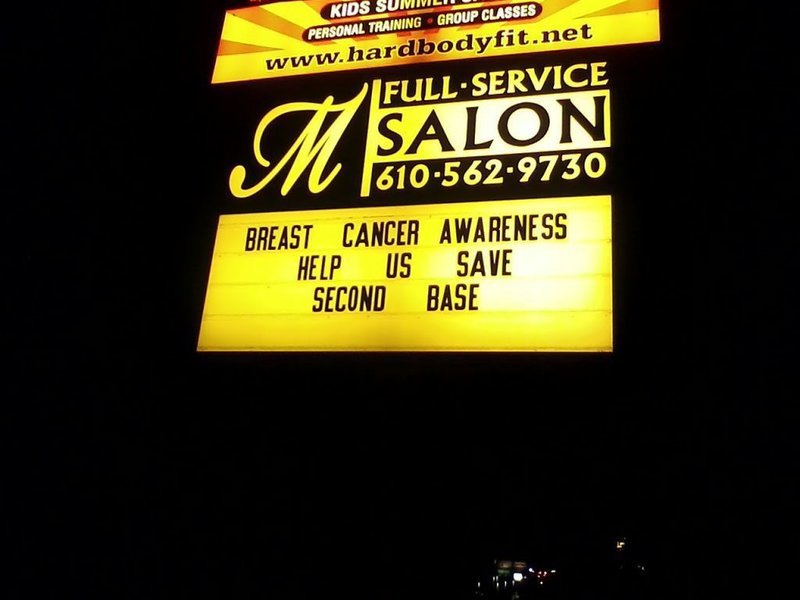 KIDS SUMMER
PERSONAL TRAINING • GROUP CLASSES
www.hardbodyfit.net
M
FULL-SERVICE
SALON
610-562-9730
BREAST CANCER AWARENESS
HELP US SAVE
SECOND BASE